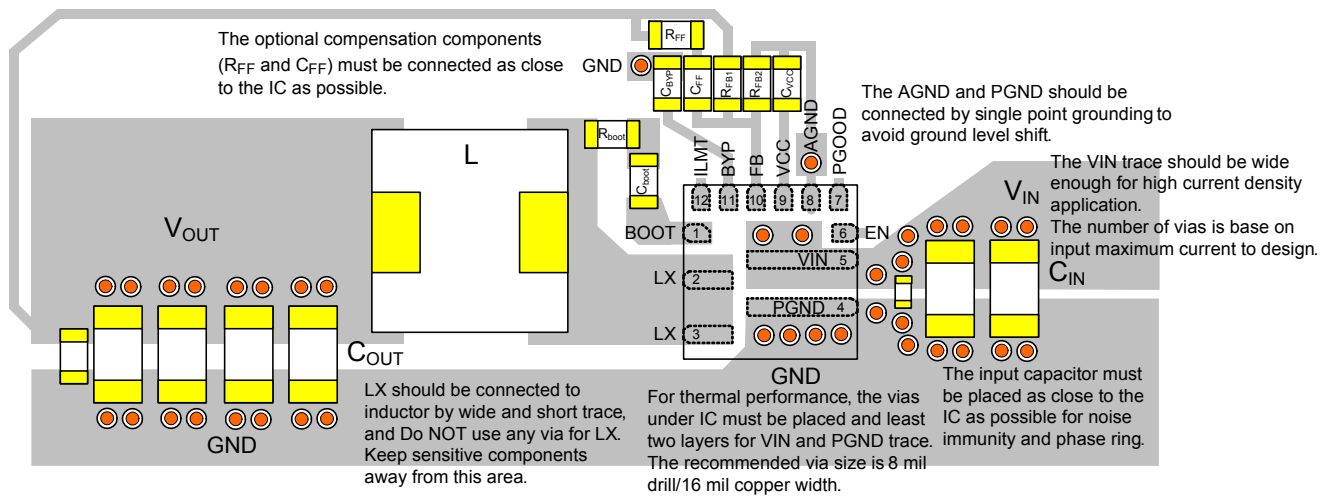 The optional compensation components
(RFF and CFF) must be connected as close
to the IC as possible.
RFF
GND
CBYP
CFF
RFB1
RFB2
CVCC
The AGND and PGND should be
connected by single point grounding to
avoid ground level shift.
Rboot
Cboot
L
ILMT
BYP
FB
VCC
AGND
PGOOD
12
11
10
9
8
7
The VIN trace should be wide
enough for high current density
application.
The number of vias is base on
input maximum current to design.
VIN
CIN
VOUT
BOOT
1
6
EN
VIN
5
LX
2
PGND
4
LX
3
COUT
GND
GND
LX should be connected to
inductor by wide and short trace,
and Do NOT use any via for LX.
Keep sensitive components
away from this area.
For thermal performance, the vias
under IC must be placed and least
two layers for VIN and PGND trace.
The recommended via size is 8 mil
drill/16 mil copper width.
The input capacitor must
be placed as close to the
IC as possible for noise
immunity and phase ring.